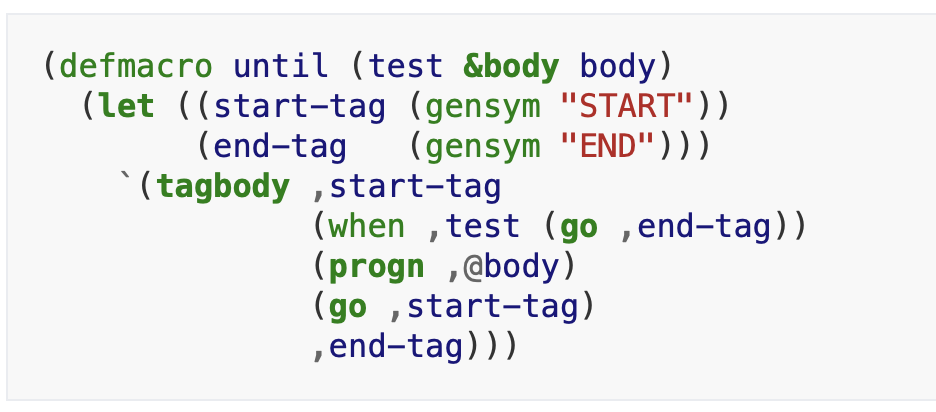 (defmacro until (test &body body)
  (let ((start-tag (gensym "START"))
        (end-tag   (gensym "END")))
    `(tagbody ,start-tag
              (when ,test (go ,end-tag))
              (progn ,@body)
              (go ,start-tag)
              ,end-tag)))